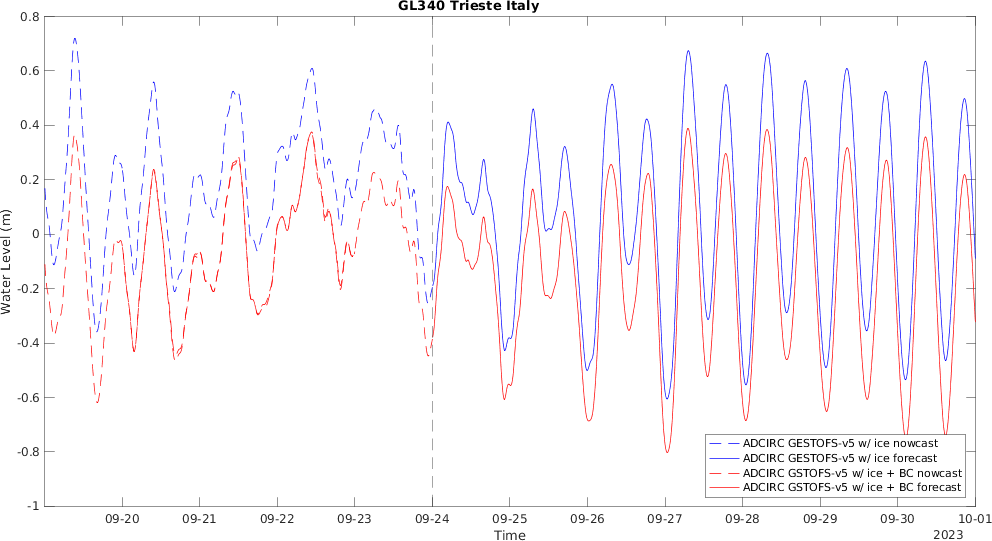 GL340 Trieste Italy
0.8
0.6
0.4
0.2
0
-0.2
-0.4
-0.6
-0.8
-1
Water Level (m)
ADCIRC GESTOFS-v5 w/ ice nowcast
ADCIRC GESTOFS-v5 w/ ice forecast
ADCIRC GSTOFS-v5 w/ ice + BC nowcast
ADCIRC GSTOFS-v5 w/ ice + BC forecast
09-20 09-21 09-22 09-23 09-24 09-25 09-26 09-27 09-28 09-29 09-30 10-01
Time
2023